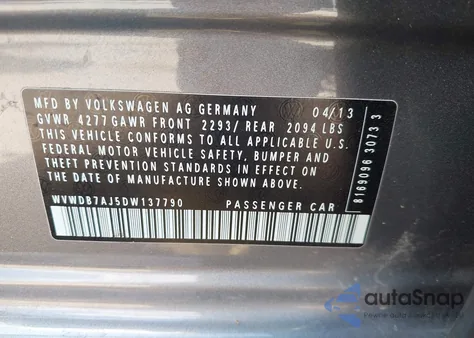 MFD BY VOLKSWAGEN AG GERMANY 04/13
GVWR 4277 GAWR FRONT 2293/ REAR 2094 LBS
THIS VEHICLE CONFORMS TO ALL APPLICABLE U.S.
FEDERAL MOTOR VEHICLE SAFETY, BUMPER AND
THEFT PREVENTION STANDARDS IN EFFECT ON THE
DATE OF MANUFACTURE SHOWN ABOVE.
WVWDB7AJ5DW137790 PASSENGER CAR
8169096 3073 3
autoSnap